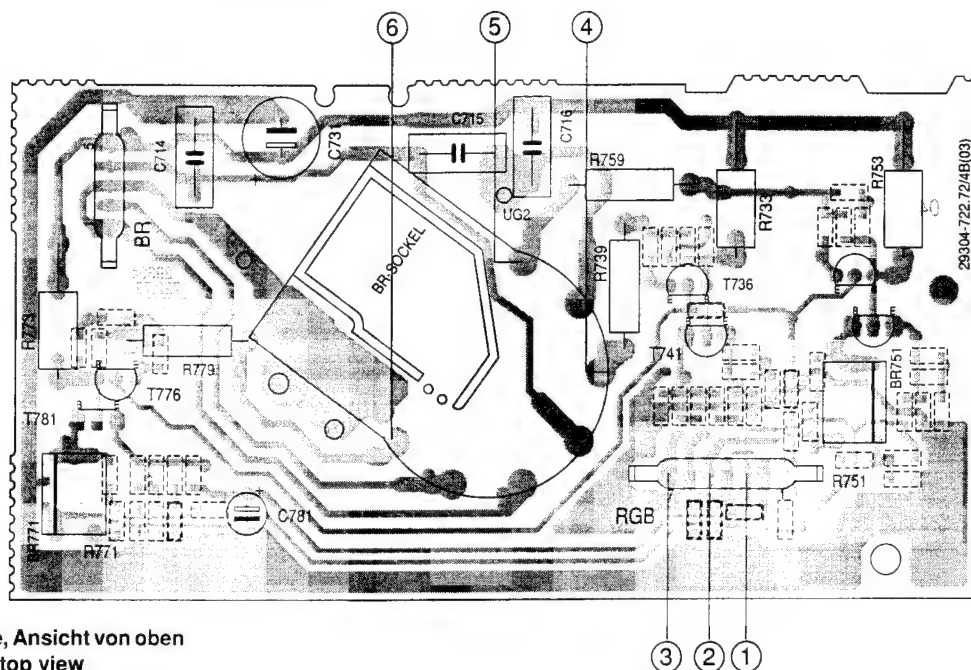 6
5
4
C714
C731
C715
C716
R759
R733
R753
29304-722.72/4B(03)
BR
UG2
BR-SOCKEL
R739
T736
R773
R779
T741
BR751
T776
T781
BR771
R771
C781
RGB
R751
e, Ansicht von oben
top view
3
2
1